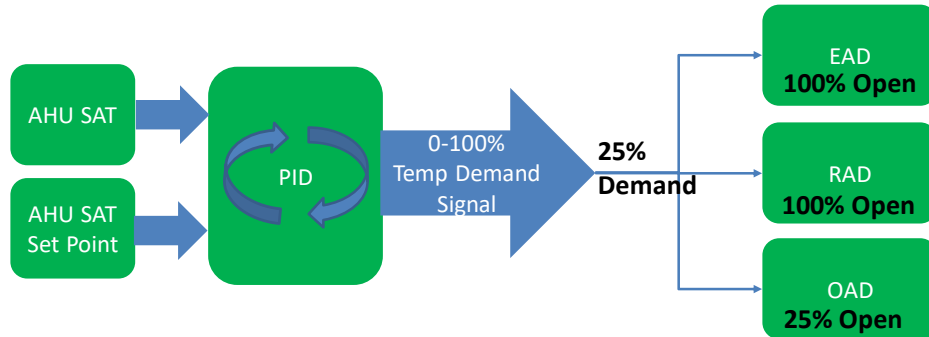 AHU SAT
AHU SAT
Set Point
PID
0-100%
Temp Demand
Signal
25%
Demand
EAD
100% Open
RAD
100% Open
OAD
25% Open